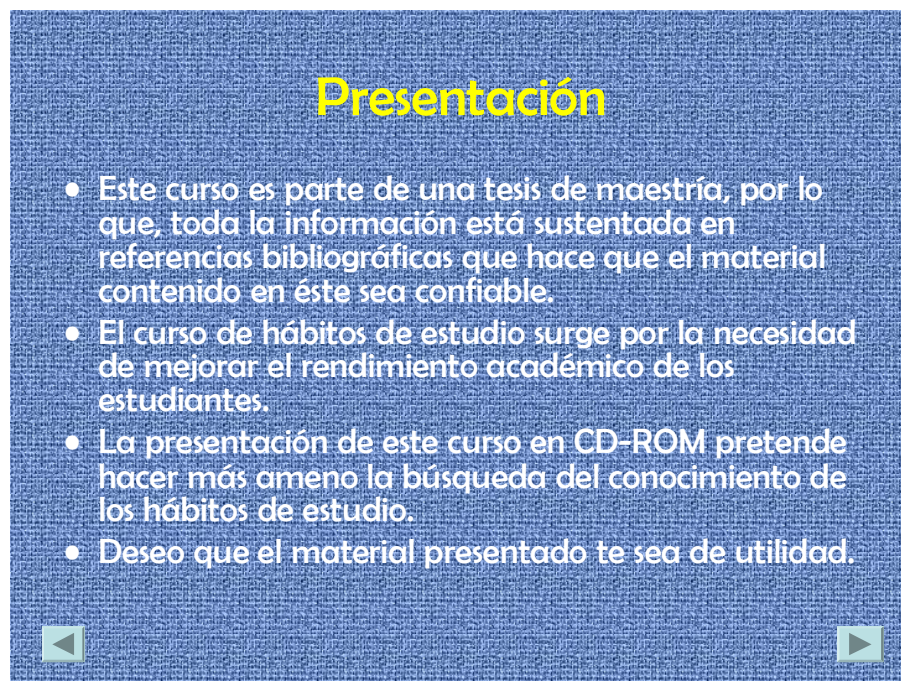 Presentación
• Este curso es parte de una tesis de maestría, por lo
que, toda la información está sustentada en
referencias bibliográficas que hace que el material
contenido en éste sea confiable.
• El curso de hábitos de estudio surge por la necesidad
de mejorar el rendimiento académico de los
estudiantes.
• La presentación de este curso en CD-ROM pretende
hacer más ameno la búsqueda del conocimiento de
los hábitos de estudio.
• Deseo que el material presentado te sea de utilidad.